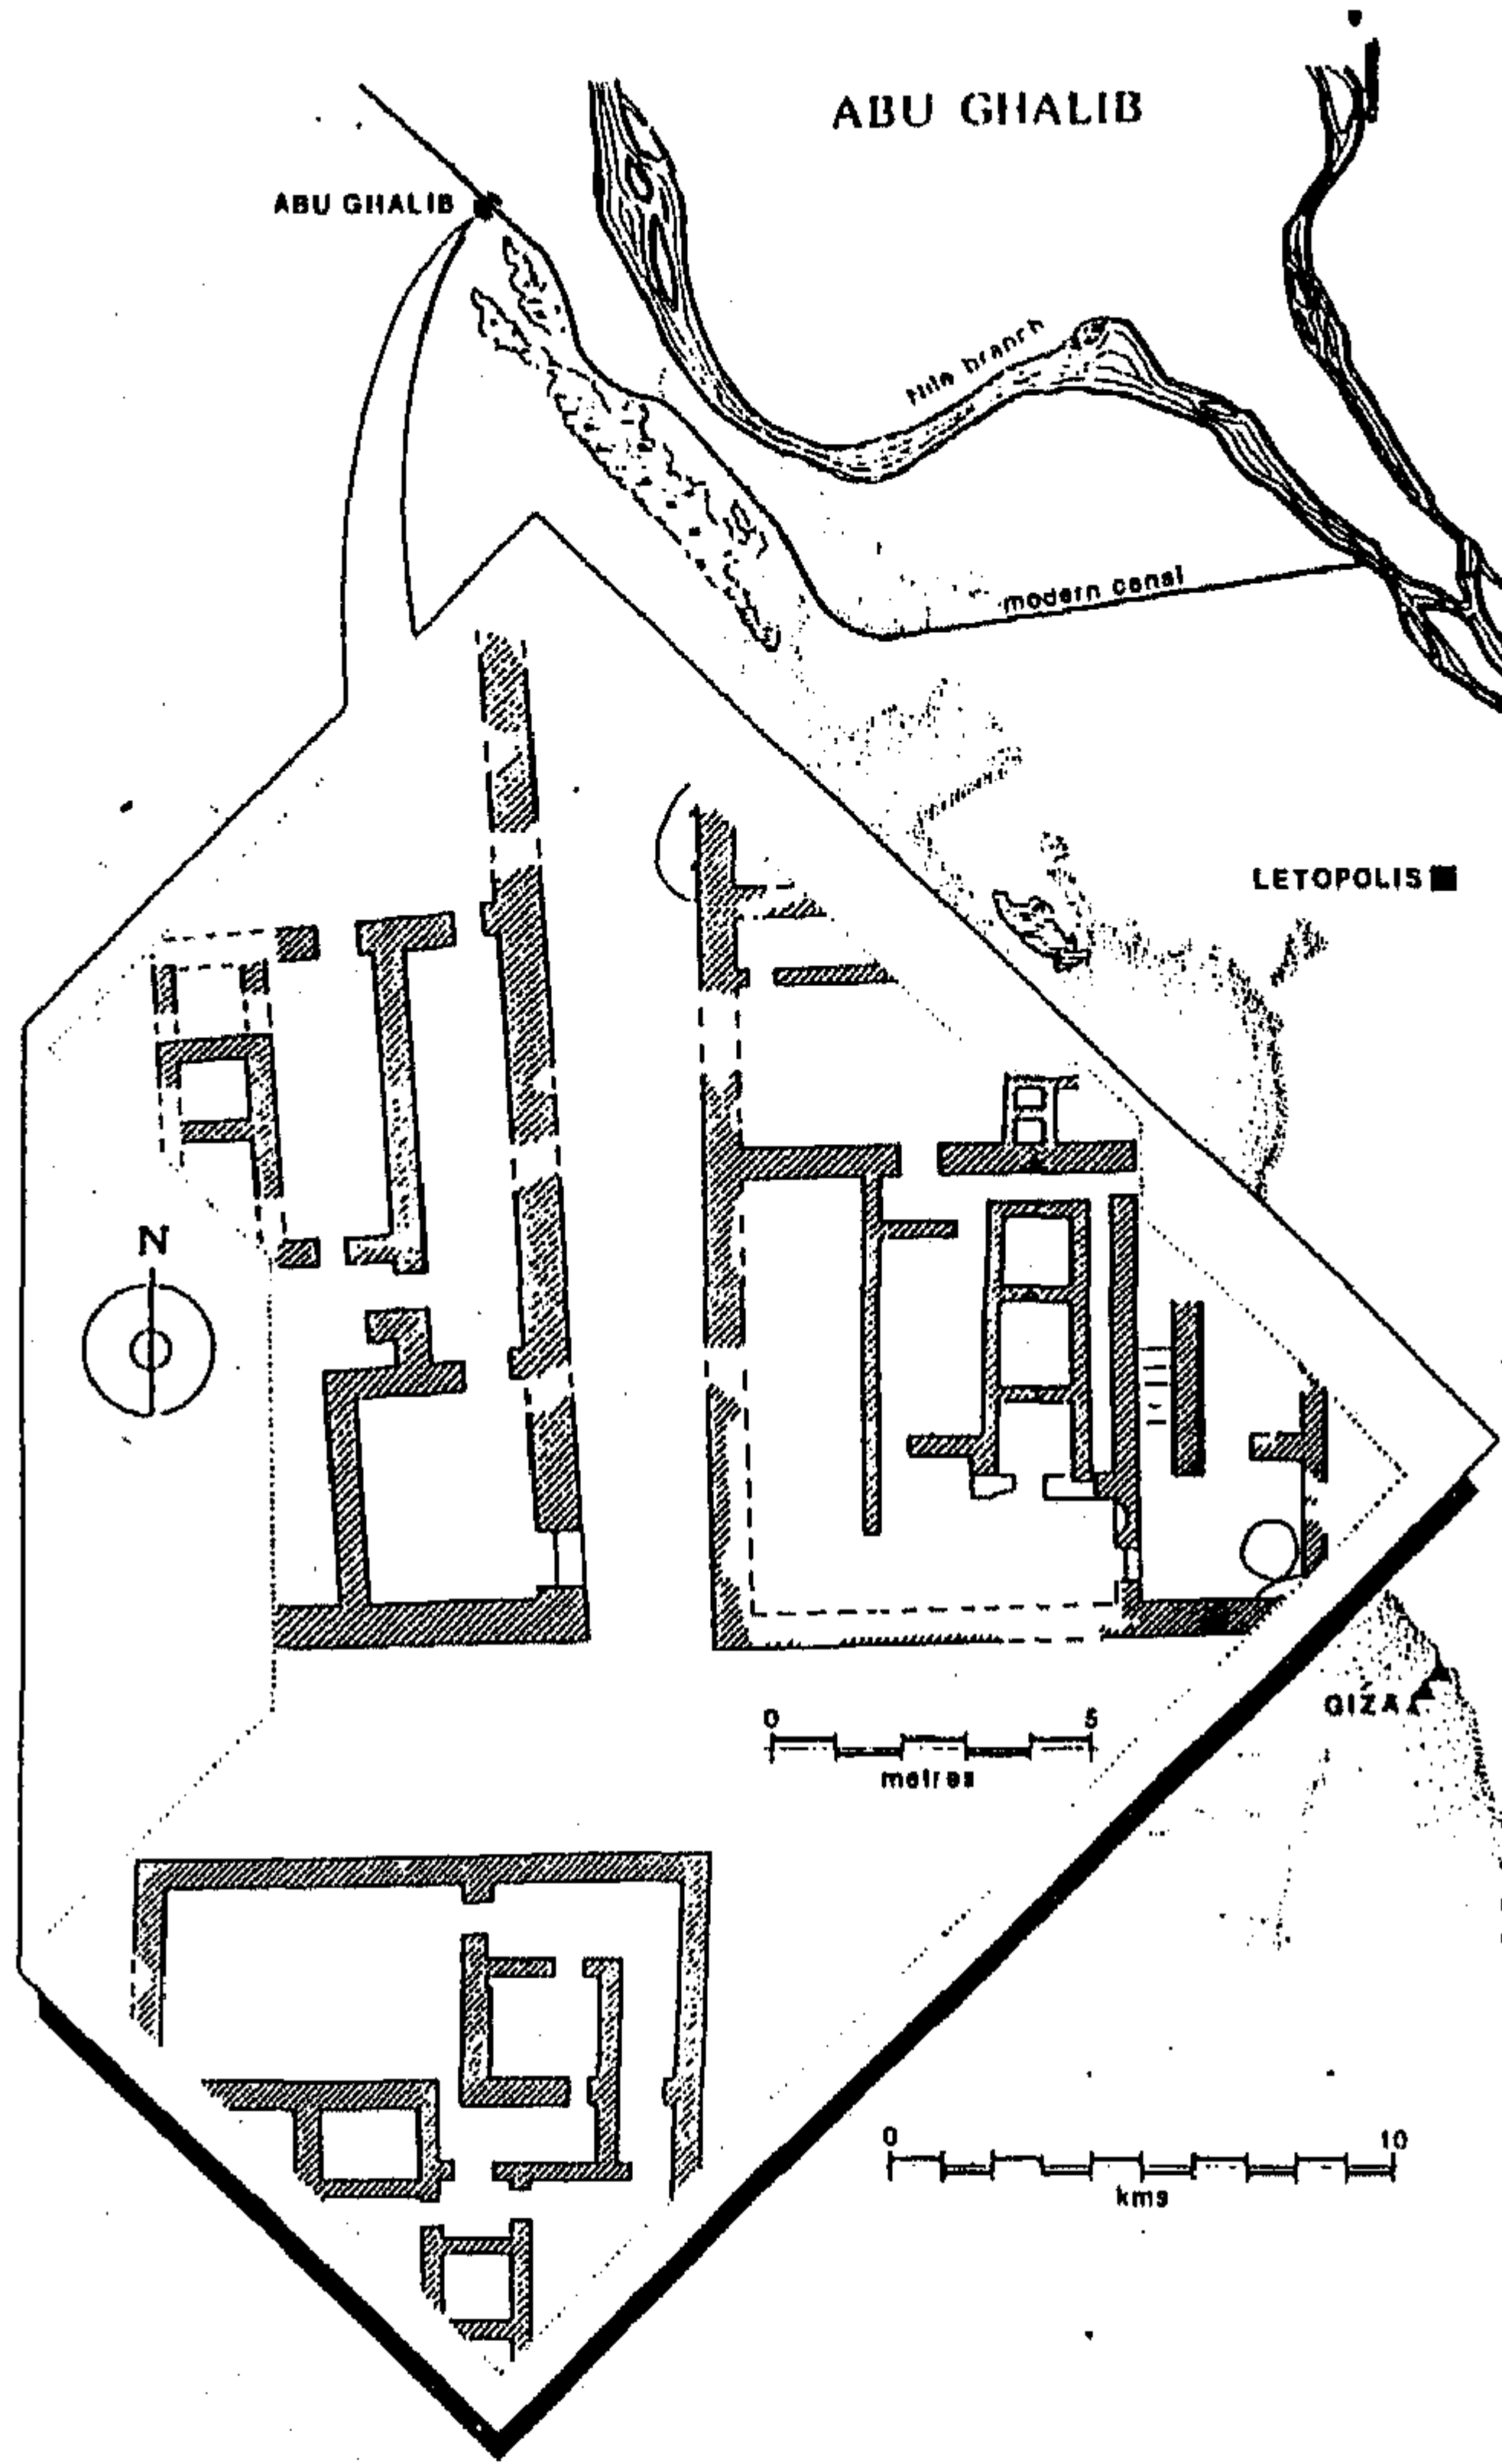 ABU GHALIB
ABU GHALIB
Nile branch
modern canal
LETOPOLIS
N
GIZA
0 5
metres
0 10
kms